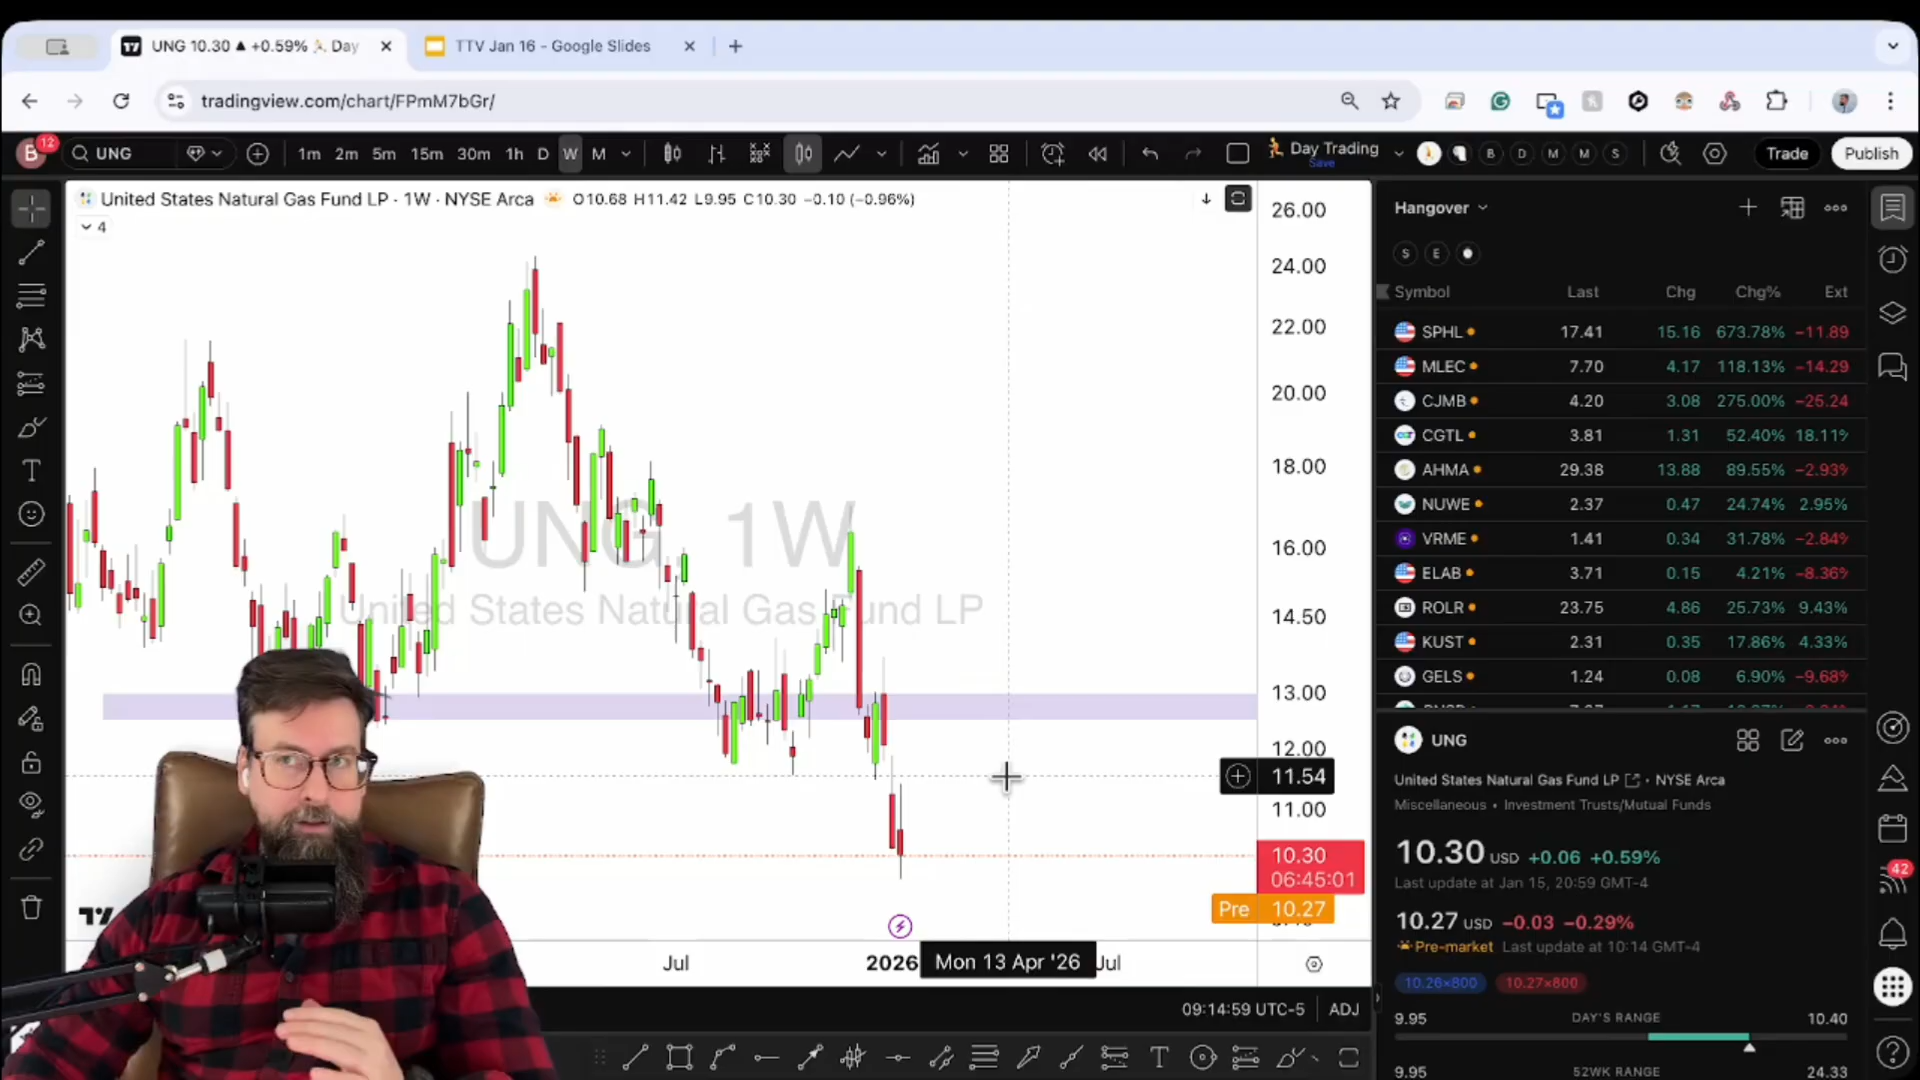 UNG 10.30 ▲ +0.59% Day
TTV Jan 16 - Google Slides
tradingview.com/chart/FPmM7bGr/
B 12
UNG
1m 2m 5m 15m 30m 1h D W M
Day Trading
Save
B D M M S
Trade
Publish
United States Natural Gas Fund LP · 1W · NYSE Arca O10.68 H11.42 L9.95 C10.30 −0.10 (−0.96%)
4
UNG, 1W
United States Natural Gas Fund LP
26.00
24.00
22.00
20.00
18.00
16.00
14.50
13.00
12.00
11.54
11.00
10.30
06:45:01
Pre 10.27
Jul
2026
Mon 13 Apr '26
Jul
09:14:59 UTC-5
ADJ
Hangover
S E
Symbol Last Chg Chg% Ext
SPHL 17.41 15.16 673.78% −11.89
MLEC 7.70 4.17 118.13% −14.29
CJMB 4.20 3.08 275.00% −25.24
CGTL 3.81 1.31 52.40% 18.11%
AHMA 29.38 13.88 89.55% −2.93%
NUWE 2.37 0.47 24.74% 2.95%
VRME 1.41 0.34 31.78% −2.84%
ELAB 3.71 0.15 4.21% −8.36%
ROLR 23.75 4.86 25.73% 9.43%
KUST 2.31 0.35 17.86% 4.33%
GELS 1.24 0.08 6.90% −9.68%
UNG
United States Natural Gas Fund LP • NYSE Arca
Miscellaneous • Investment Trusts/Mutual Funds
10.30 USD +0.06 +0.59%
Last update at Jan 15, 20:59 GMT-4
10.27 USD −0.03 −0.29%
Pre-market Last update at 10:14 GMT-4
10.26×800 10.27×800
9.95 DAY'S RANGE 10.40
9.95 52WK RANGE 24.33
42